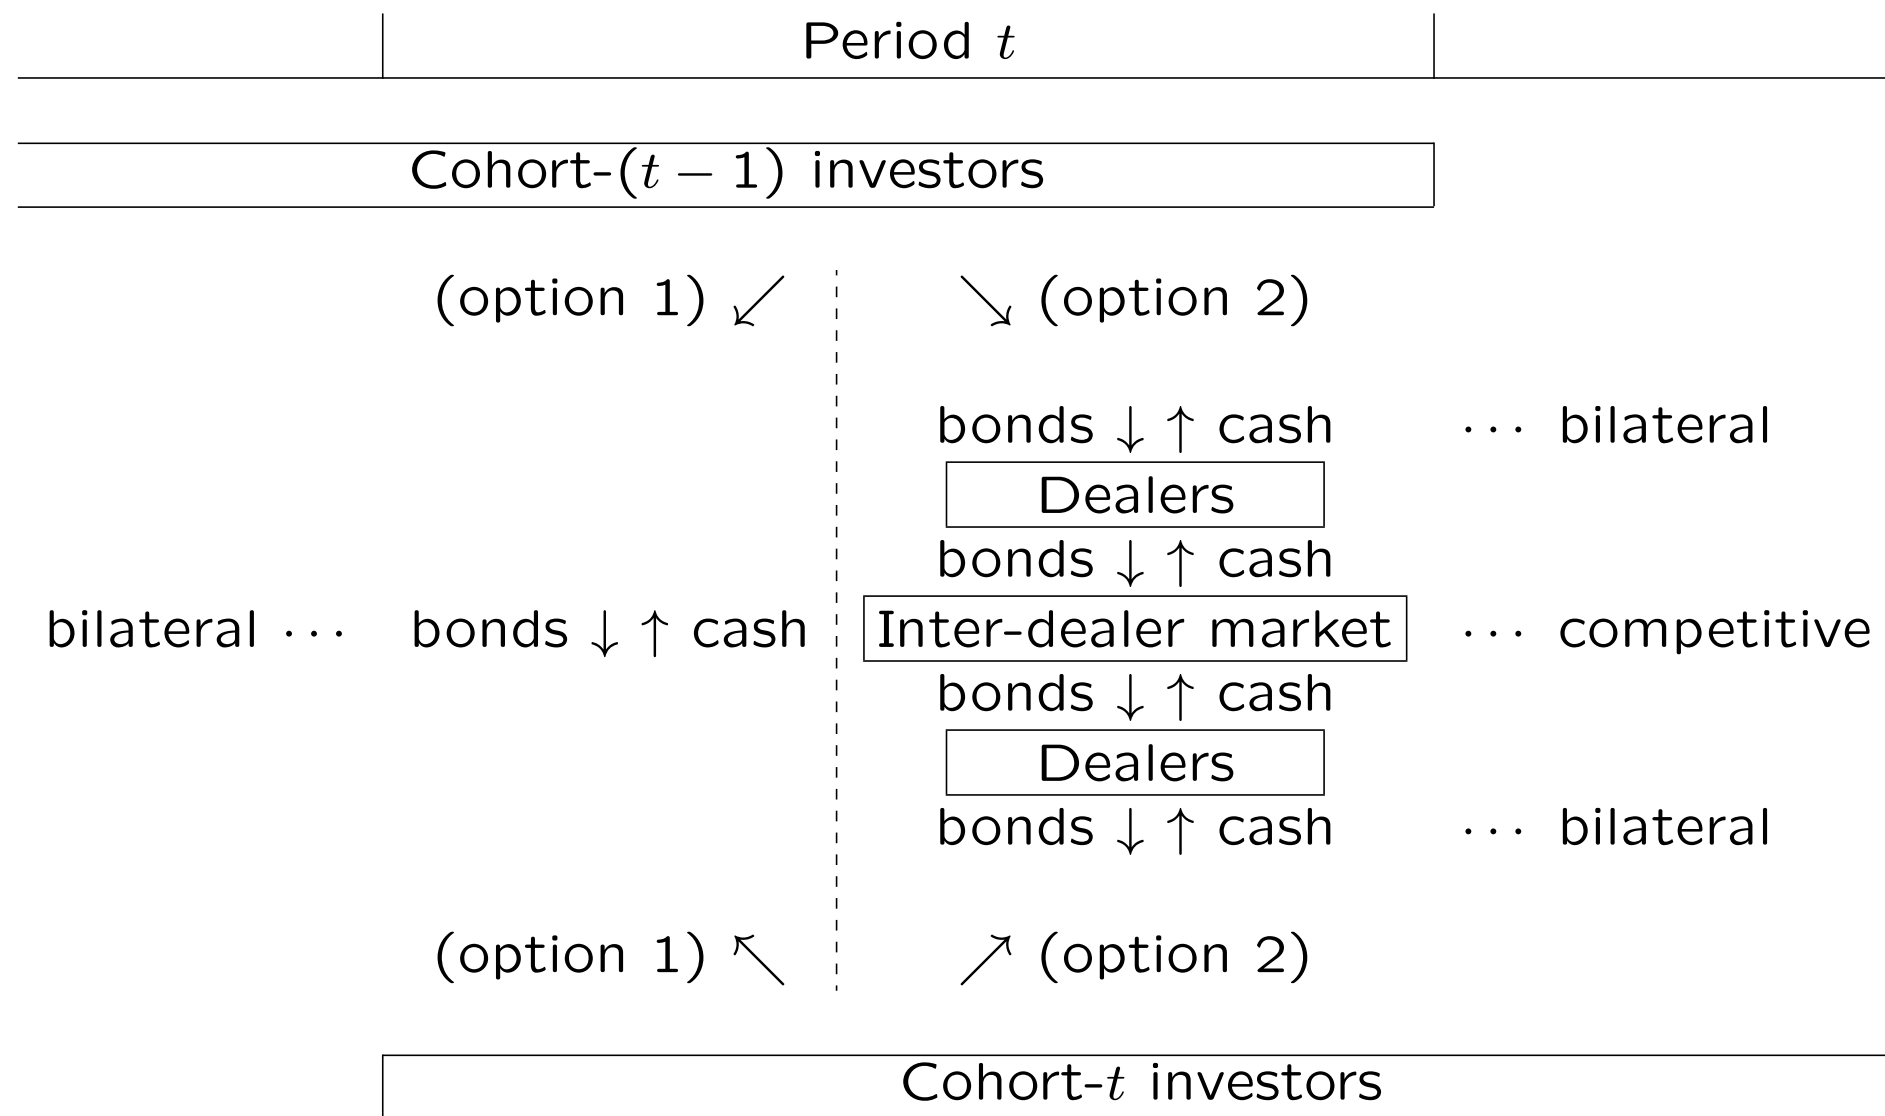 Period t
Cohort-(t − 1) investors
(option 1) ↙ ↘ (option 2)
bonds ↓ ↑ cash ··· bilateral
Dealers
bonds ↓ ↑ cash
bilateral ··· bonds ↓ ↑ cash Inter-dealer market ··· competitive
bonds ↓ ↑ cash
Dealers
bonds ↓ ↑ cash ··· bilateral
(option 1) ↖ ↗ (option 2)
Cohort-t investors